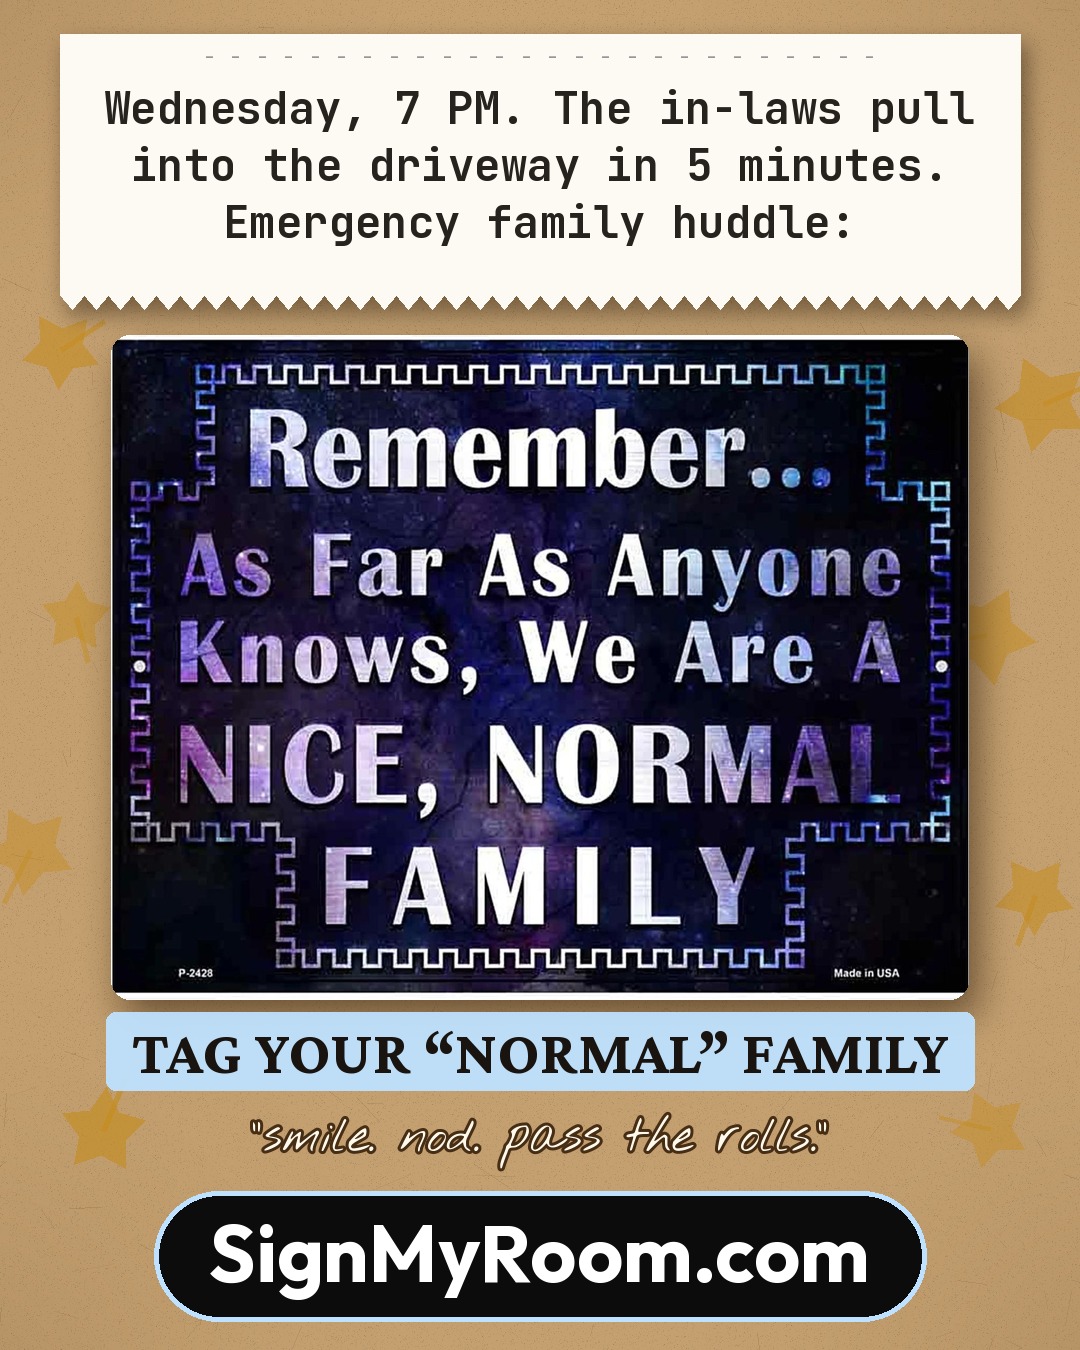 Wednesday, 7 PM. The in-laws pull
into the driveway in 5 minutes.
Emergency family huddle:
Remember...
As Far As Anyone
Knows, We Are A
NICE, NORMAL
FAMILY
P-2428
Made in USA
TAG YOUR “NORMAL” FAMILY
"smile. nod. pass the rolls."
SignMyRoom.com